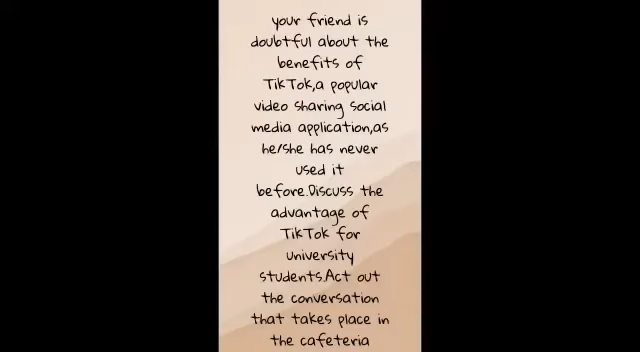 your friend is
doubtful about the
benefits of
TikTok,a popular
video sharing social
media application,as
he/she has never
used it
before.Discuss the
advantage of
TikTok for
university
students.Act out
the conversation
that takes place in
the cafeteria